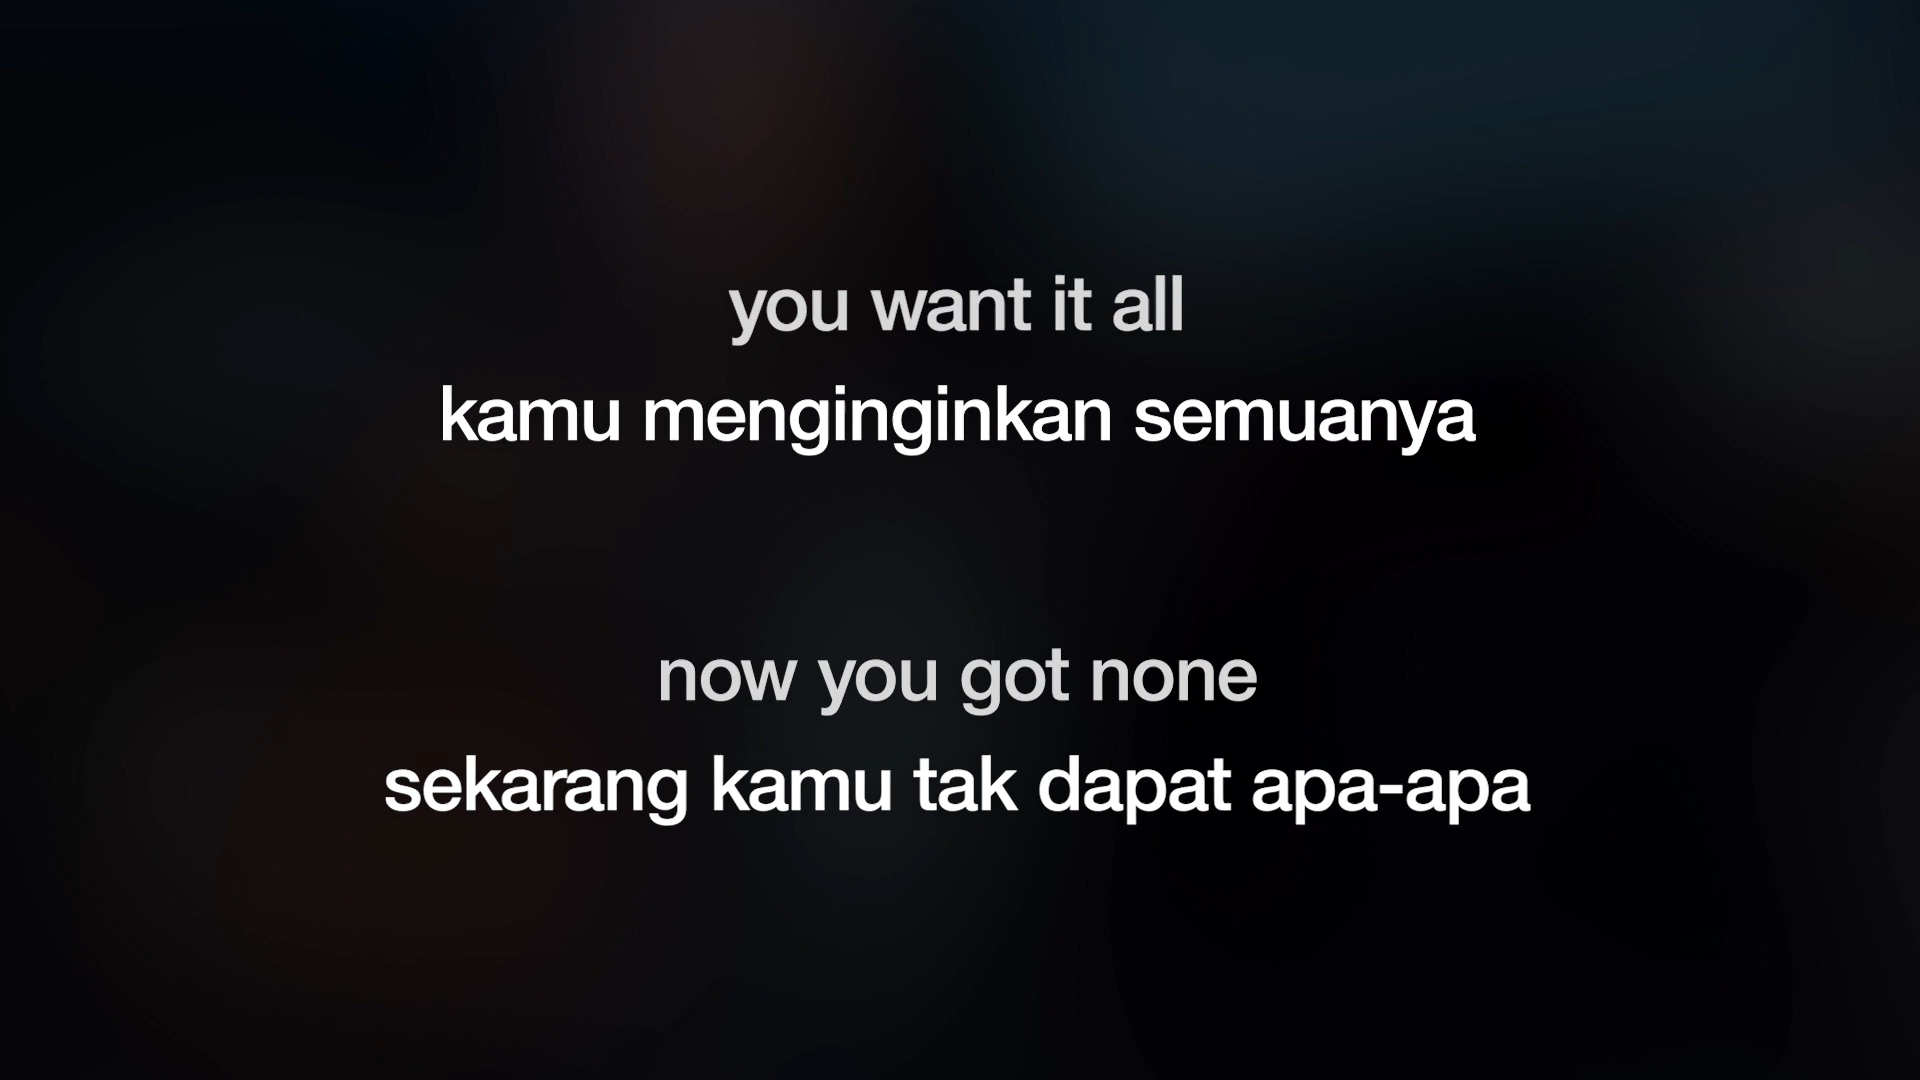 you want it all
kamu menginginkan semuanya
now you got none
sekarang kamu tak dapat apa-apa